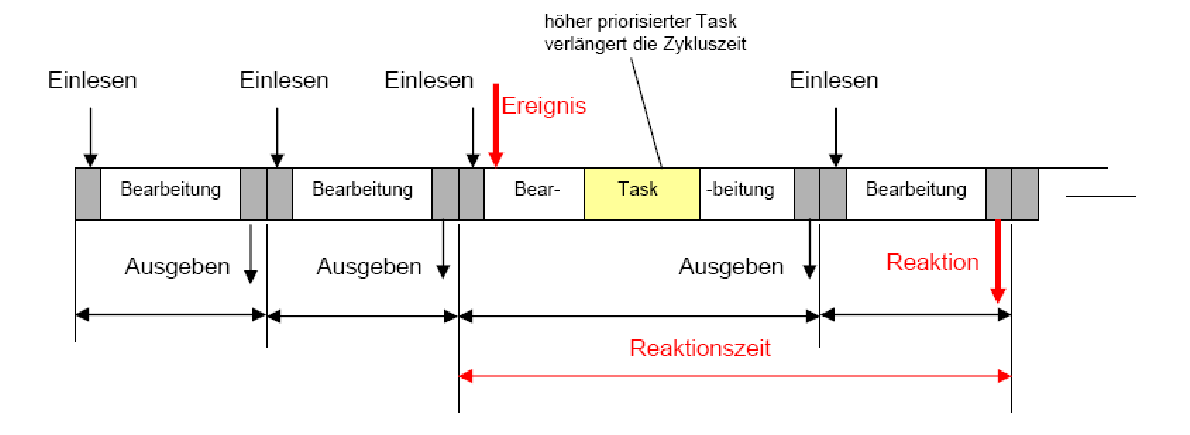 höher priorisierter Task
verlängert die Zykluszeit
Einlesen
Einlesen
Einlesen
Einlesen
Ereignis
Bearbeitung
Bearbeitung
Bear-
Task
-beitung
Bearbeitung
Ausgeben
Ausgeben
Ausgeben
Reaktion
Reaktionszeit